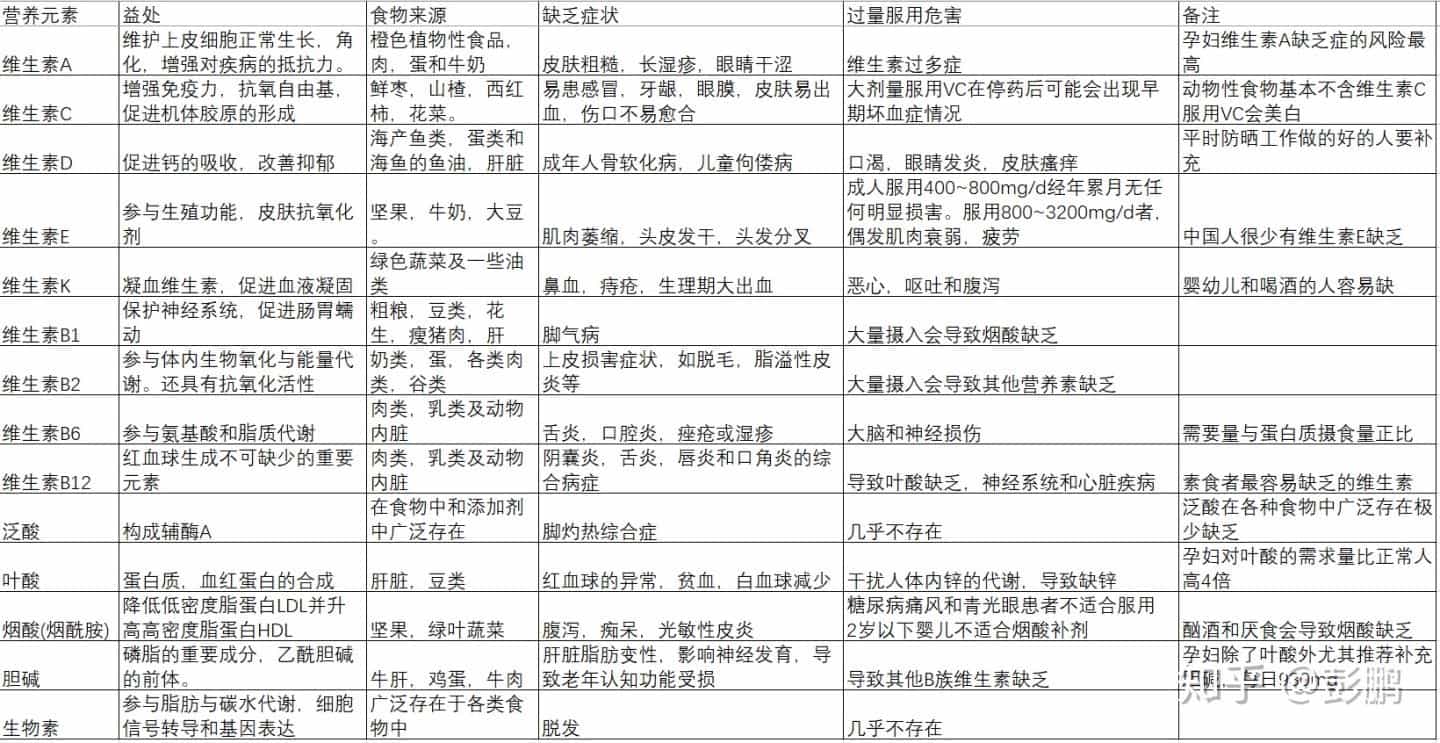 营养元素 益处 食物来源 缺乏症状 过量服用危害 备注
维生素A
维护上皮细胞正常生长，角
化，增强对疾病的抵抗力。
橙色植物性食品，
肉，蛋和牛奶
皮肤粗糙，长湿疹，眼睛干涩
维生素过多症
孕妇维生素A缺乏症的风险最
高
维生素C
增强免疫力，抗氧自由基，
促进机体胶原的形成
鲜枣，山楂，西红
柿，花菜。
易患感冒，牙龈，眼膜，皮肤易出
血，伤口不易愈合
大剂量服用VC在停药后可能会出现早
期坏血症情况
动物性食物基本不含维生素C
服用VC会美白
维生素D
促进钙的吸收，改善抑郁
海产鱼类，蛋类和
海鱼的鱼油，肝脏
成年人骨软化病，儿童佝偻病
口渴，眼睛发炎，皮肤瘙痒
平时防晒工作做的好的人要补
充
维生素E
参与生殖功能，皮肤抗氧化
剂
坚果，牛奶，大豆
。
肌肉萎缩，头皮发干，头发分叉
成人服用400~800mg/d经年累月无任
何明显损害。服用800~3200mg/d者，
偶发肌肉衰弱，疲劳
中国人很少有维生素E缺乏
维生素K
凝血维生素，促进血液凝固
绿色蔬菜及一些油
类
鼻血，痔疮，生理期大出血
恶心，呕吐和腹泻
婴幼儿和喝酒的人容易缺
维生素B1
保护神经系统，促进肠胃蠕
动
粗粮，豆类，花
生，瘦猪肉，肝
脚气病
大量摄入会导致烟酸缺乏
维生素B2
参与体内生物氧化与能量代
谢。还具有抗氧化活性
奶类，蛋，各类肉
类，谷类
上皮损害症状，如脱毛，脂溢性皮
炎等
大量摄入会导致其他营养素缺乏
维生素B6
参与氨基酸和脂质代谢
肉类，乳类及动物
内脏
舌炎，口腔炎，痤疮或湿疹
大脑和神经损伤
需要量与蛋白质摄食量正比
维生素B12
红血球生成不可缺少的重要
元素
肉类，乳类及动物
内脏
阴囊炎，舌炎，唇炎和口角炎的综
合病症
导致叶酸缺乏，神经系统和心脏疾病
素食者最容易缺乏的维生素
泛酸
构成辅酶A
在食物中和添加剂
中广泛存在
脚灼热综合症
几乎不存在
泛酸在各种食物中广泛存在极
少缺乏
叶酸
蛋白质，血红蛋白的合成
肝脏，豆类
红血球的异常，贫血，白血球减少
干扰人体内锌的代谢，导致缺锌
孕妇对叶酸的需求量比正常人
高4倍
烟酸(烟酰胺)
降低低密度脂蛋白LDL并升
高高密度脂蛋白HDL
坚果，绿叶蔬菜
腹泻，痴呆，光敏性皮炎
糖尿病痛风和青光眼患者不适合服用
2岁以下婴儿不适合烟酸补剂
酗酒和厌食会导致烟酸缺乏
胆碱
磷脂的重要成分，乙酰胆碱
的前体。
牛肝，鸡蛋，牛肉
肝脏脂肪变性，影响神经发育，导
致老年认知功能受损
导致其他B族维生素缺乏
孕妇除了叶酸外尤其推荐补充
胆碱，每日930mg
生物素
参与脂肪与碳水代谢，细胞
信号转导和基因表达
广泛存在于各类食
物中
脱发
几乎不存在
知乎 @彭鹏